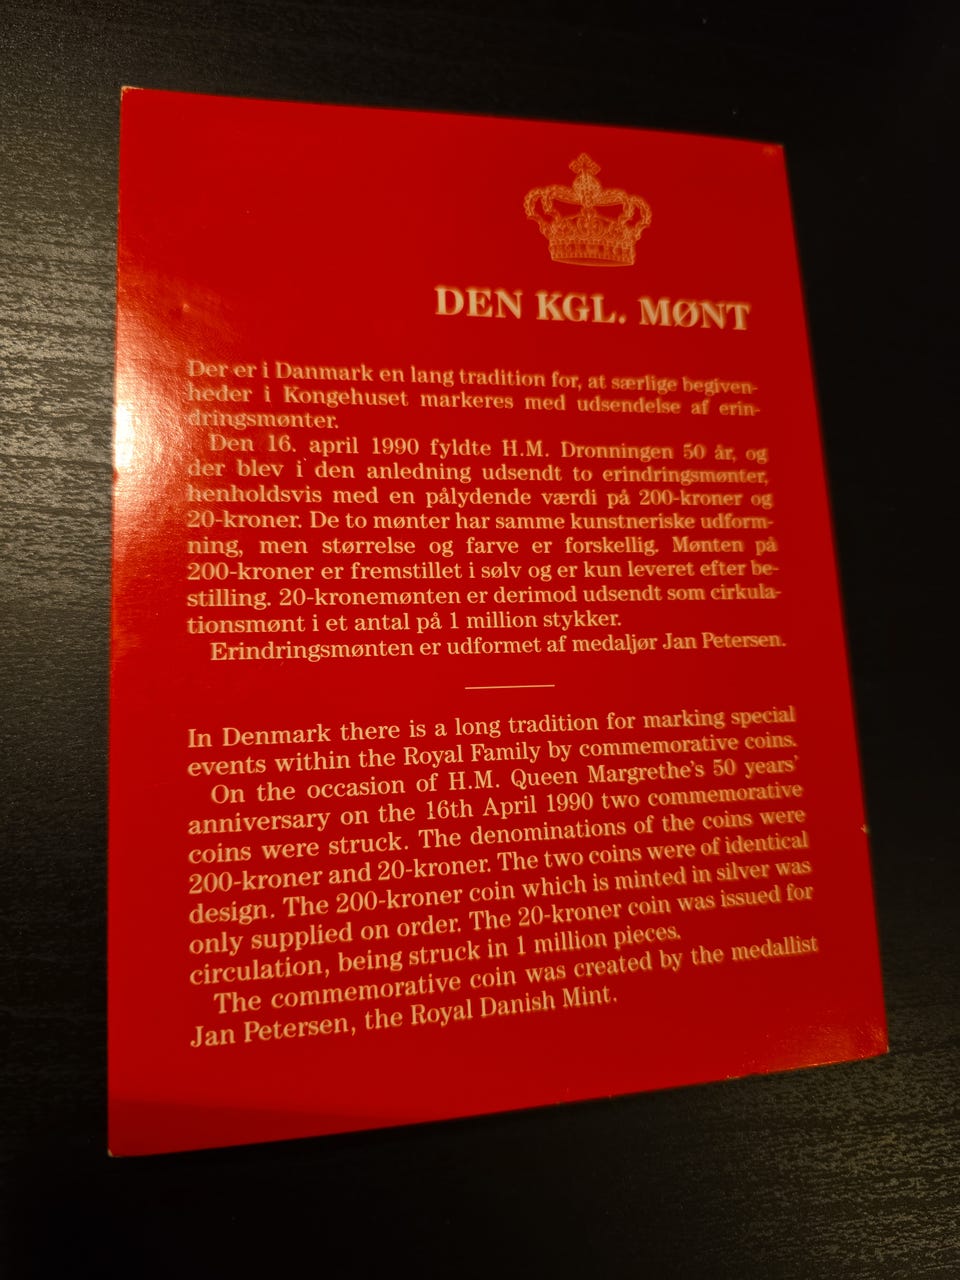 DEN KGL. MØNT
Der er i Danmark en lang tradition for, at særlige begiven-
heder i Kongehuset markeres med udsendelse af erin-
dringsmønter.
Den 16. april 1990 fyldte H.M. Dronningen 50 år, og
der blev i den anledning udsendt to erindringsmønter,
henholdsvis med en pålydende værdi på 200-kroner og
20-kroner. De to mønter har samme kunstneriske udform-
ning, men størrelse og farve er forskellig. Mønten på
200-kroner er fremstillet i sølv og er kun leveret efter be-
stilling. 20-kronemønten er derimod udsendt som cirkula-
tionsmønt i et antal på 1 million stykker.
Erindringsmønten er udformet af medaljør Jan Petersen.
In Denmark there is a long tradition for marking special
events within the Royal Family by commemorative coins.
On the occasion of H.M. Queen Margrethe's 50 years'
anniversary on the 16th April 1990 two commemorative
coins were struck. The denominations of the coins were
200-kroner and 20-kroner. The two coins were of identical
design. The 200-kroner coin which is minted in silver was
only supplied on order. The 20-kroner coin was issued for
circulation, being struck in 1 million pieces.
The commemorative coin was created by the medallist
Jan Petersen, the Royal Danish Mint.